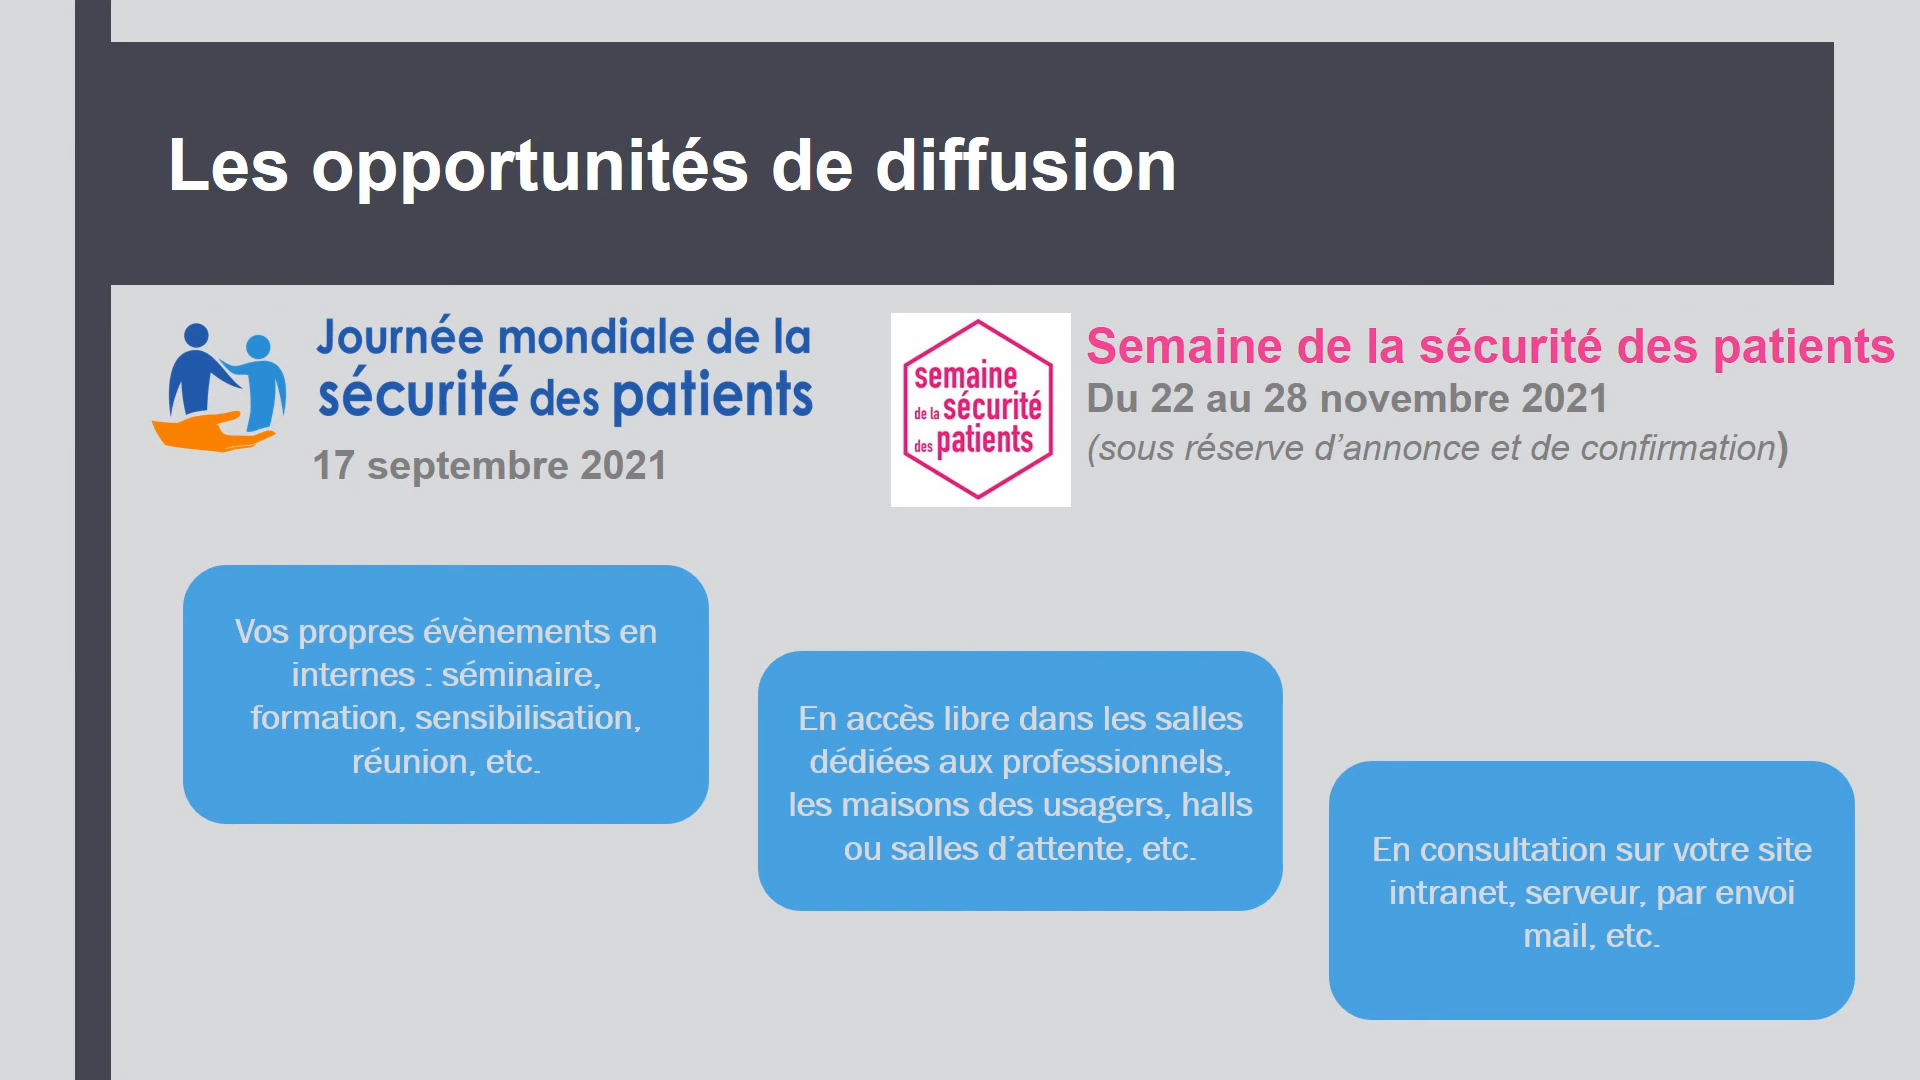 Les opportunités de diffusion
Journée mondiale de la
sécurité des patients
17 septembre 2021
semaine
de la sécurité
des patients
Semaine de la sécurité des patients
Du 22 au 28 novembre 2021
(sous réserve d’annonce et de confirmation)
Vos propres évènements en
internes : séminaire,
formation, sensibilisation,
réunion, etc.
En accès libre dans les salles
dédiées aux professionnels,
les maisons des usagers, halls
ou salles d’attente, etc.
En consultation sur votre site
intranet, serveur, par envoi
mail, etc.